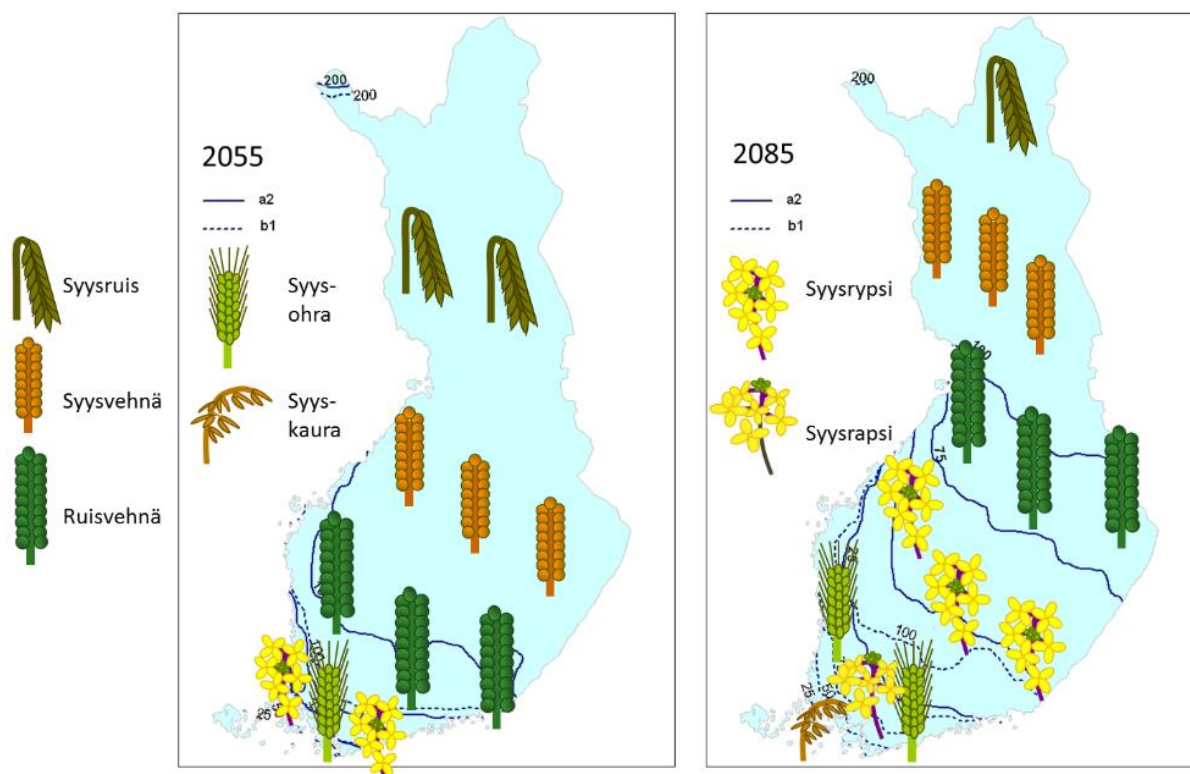 Syysruis
Syysvehnä
Ruisvehnä
200
200
2055
a2
b1
Syys-
ohra
Syys-
kaura
100
25
200
2085
a2
b1
Syysrypsi
Syysrapsi
75
100
50
25